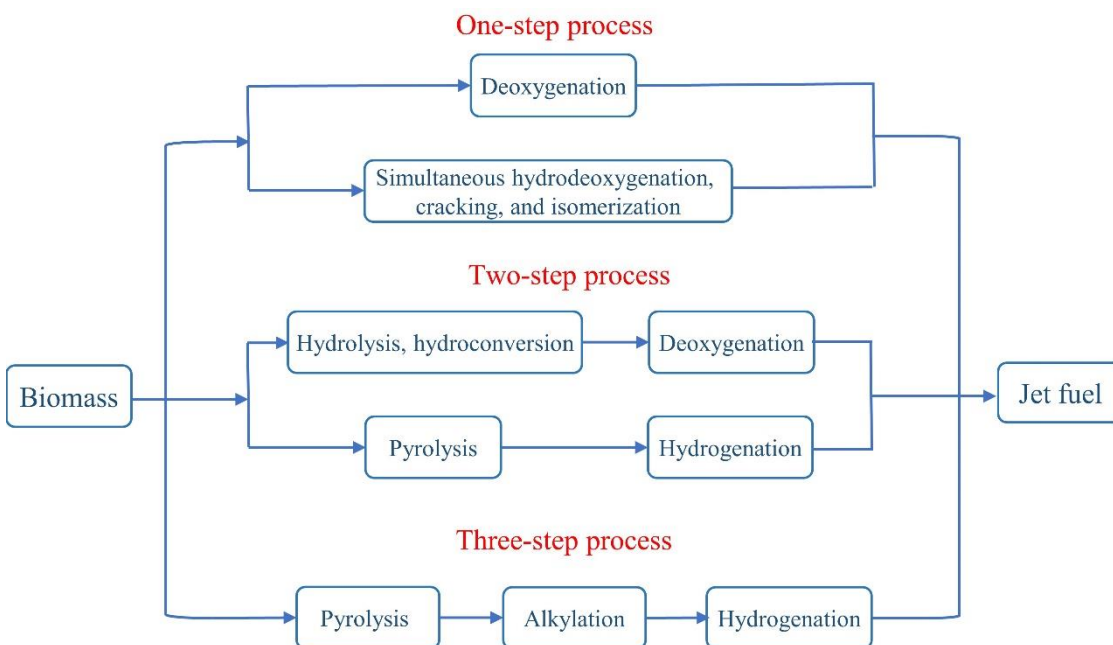 One-step process
Deoxygenation
Simultaneous hydrodeoxygenation,
cracking, and isomerization
Two-step process
Hydrolysis, hydroconversion
Deoxygenation
Biomass
Jet fuel
Pyrolysis
Hydrogenation
Three-step process
Pyrolysis
Alkylation
Hydrogenation